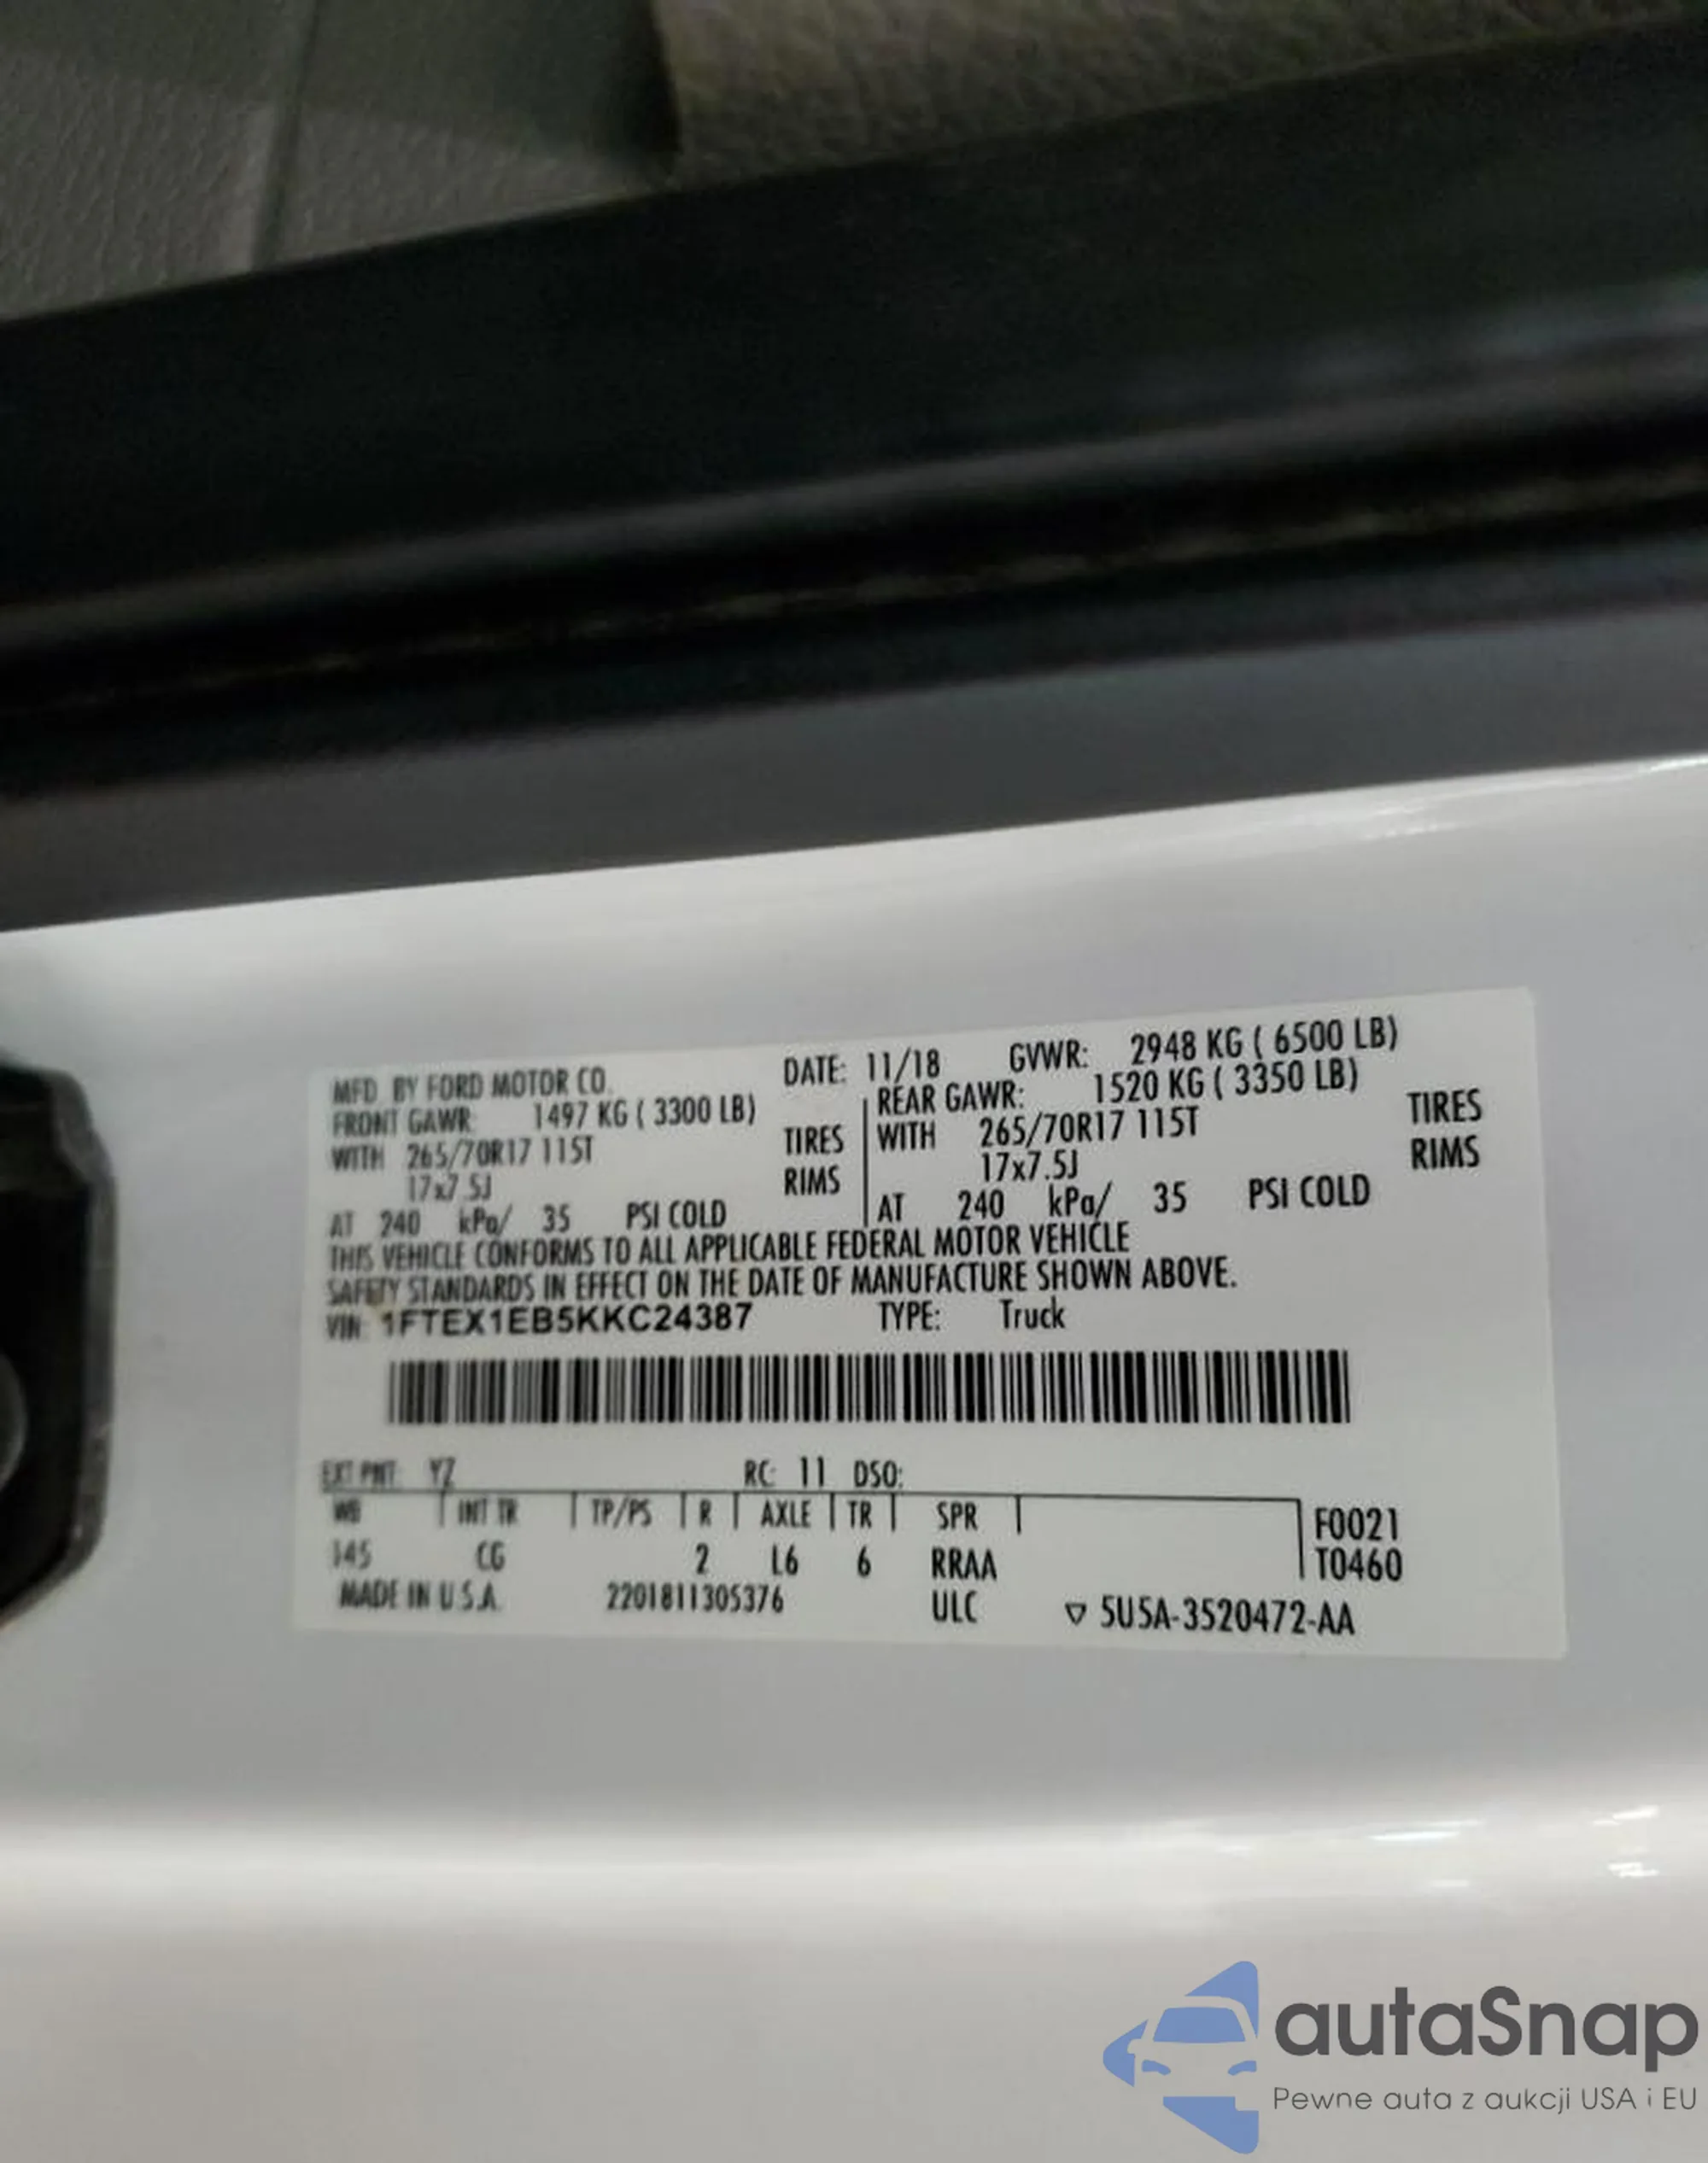 MFD. BY FORD MOTOR CO. DATE: 11/18 GVWR: 2948 KG ( 6500 LB)
FRONT GAWR: 1497 KG ( 3300 LB) REAR GAWR: 1520 KG ( 3350 LB)
WITH 265/70R17 115T TIRES WITH 265/70R17 115T TIRES
17x7.5J RIMS 17x7.5J RIMS
AT 240 kPa/ 35 PSI COLD AT 240 kPa/ 35 PSI COLD
THIS VEHICLE CONFORMS TO ALL APPLICABLE FEDERAL MOTOR VEHICLE
SAFETY STANDARDS IN EFFECT ON THE DATE OF MANUFACTURE SHOWN ABOVE.
VIN: 1FTEX1EB5KKC24387 TYPE: Truck
EXT PNT: YZ RC: 11 DSO:
WB INT TR TP/PS R AXLE TR SPR F0021
145 CG 2 L6 6 RRAA T0460
MADE IN U.S.A. 2201811305376 ULC ▽ 5U5A-3520472-AA
autaSnap
Pewne auta z aukcji USA i EU